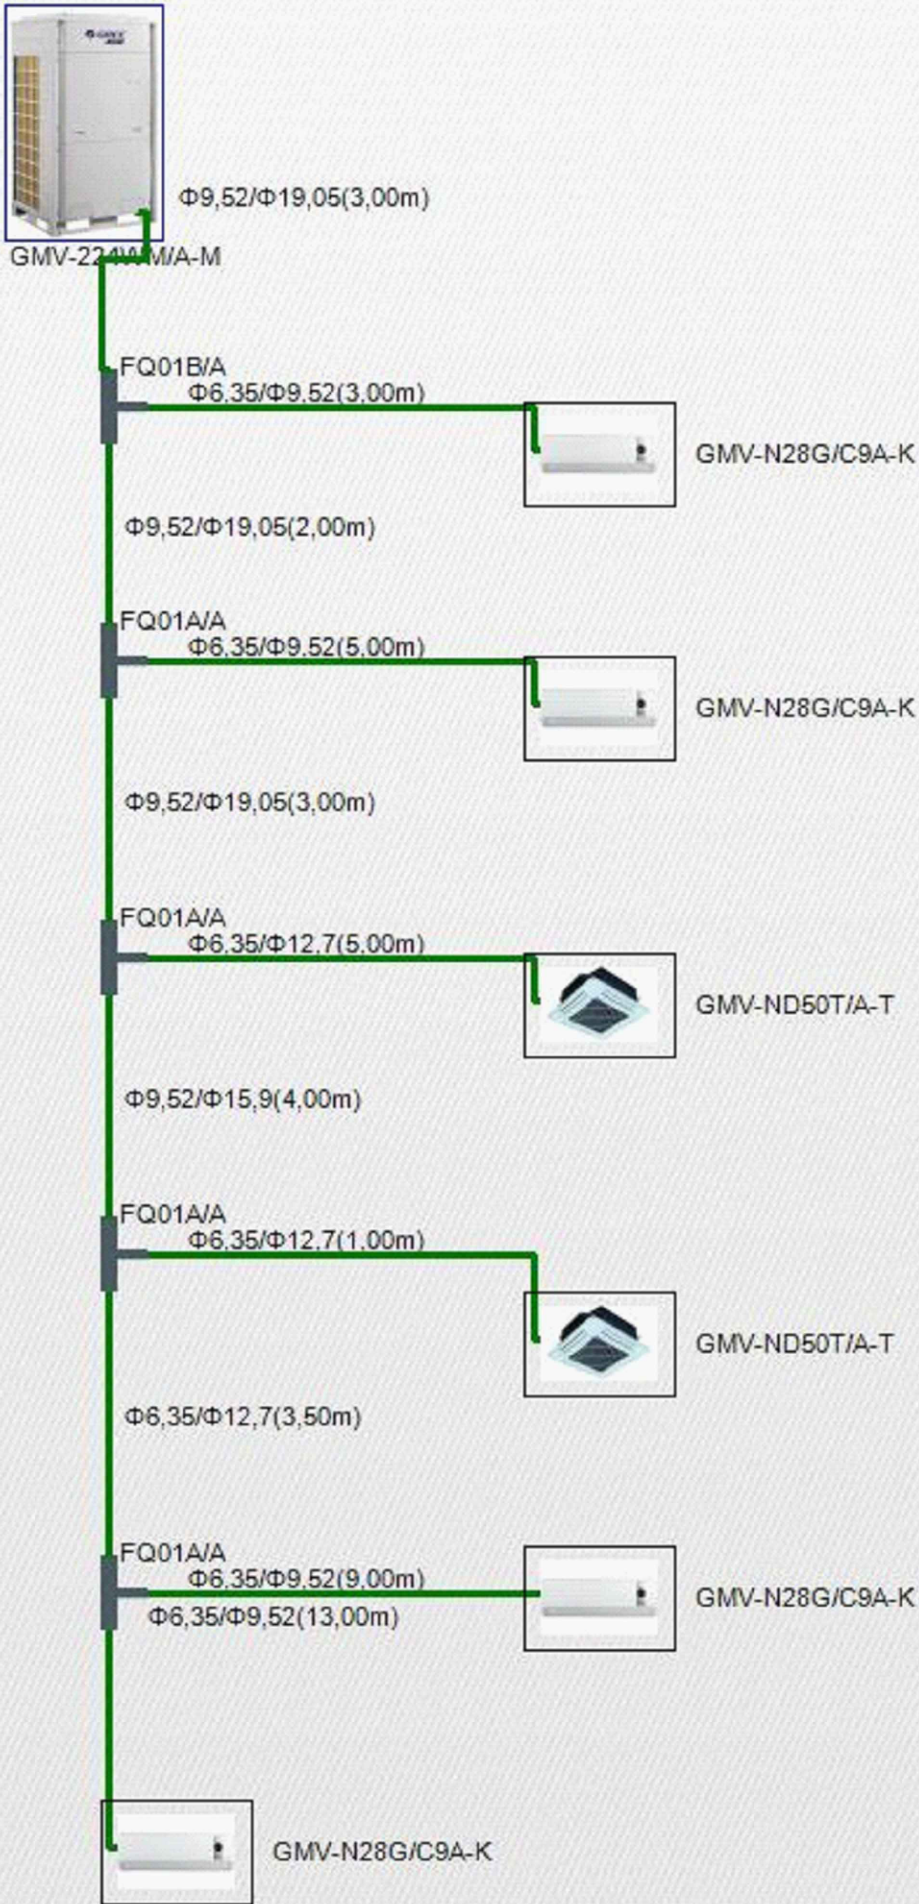 GREE
Φ9,52/Φ19,05(3,00m)
GMV-224WM/A-M
FQ01B/A
Φ6,35/Φ9,52(3,00m)
GMV-N28G/C9A-K
Φ9,52/Φ19,05(2,00m)
FQ01A/A
Φ6,35/Φ9,52(5,00m)
GMV-N28G/C9A-K
Φ9,52/Φ19,05(3,00m)
FQ01A/A
Φ6,35/Φ12,7(5,00m)
GMV-ND50T/A-T
Φ9,52/Φ15,9(4,00m)
FQ01A/A
Φ6,35/Φ12,7(1,00m)
GMV-ND50T/A-T
Φ6,35/Φ12,7(3,50m)
FQ01A/A
Φ6,35/Φ9,52(9,00m)
GMV-N28G/C9A-K
Φ6,35/Φ9,52(13,00m)
GMV-N28G/C9A-K